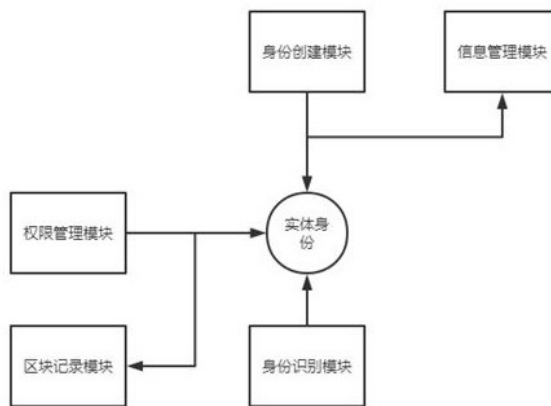 身份创建模块
信息管理模块
权限管理模块
实体身
份
区块记录模块
身份识别模块